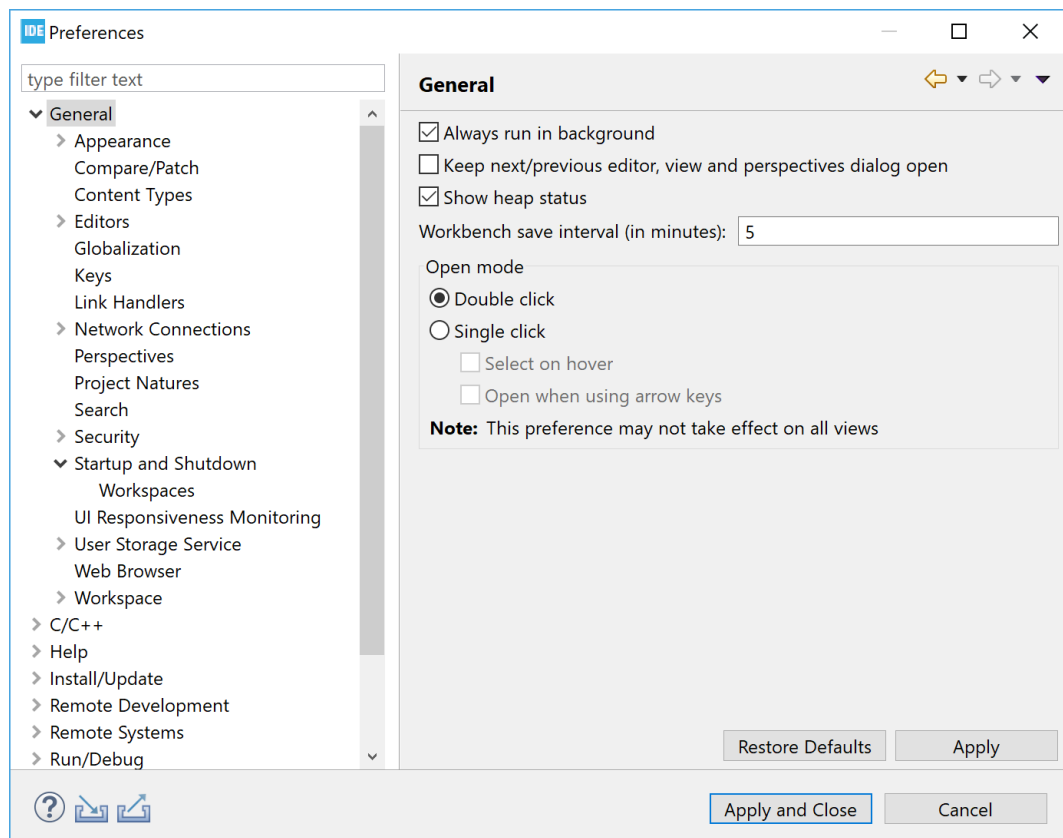 IDE Preferences
type filter text
General
Appearance
Compare/Patch
Content Types
Editors
Globalization
Keys
Link Handlers
Network Connections
Perspectives
Project Natures
Search
Security
Startup and Shutdown
Workspaces
UI Responsiveness Monitoring
User Storage Service
Web Browser
Workspace
C/C++
Help
Install/Update
Remote Development
Remote Systems
Run/Debug
General
Always run in background
Keep next/previous editor, view and perspectives dialog open
Show heap status
Workbench save interval (in minutes): 5
Open mode
Double click
Single click
Select on hover
Open when using arrow keys
Note: This preference may not take effect on all views
Restore Defaults Apply
? Apply and Close Cancel